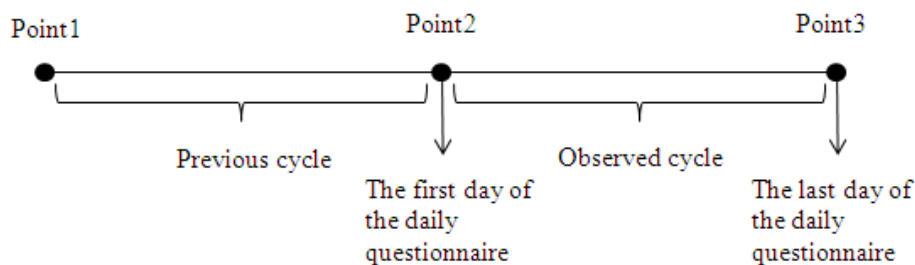 Point1
Point2
Point3
Previous cycle
Observed cycle
The first day of
the daily
questionnaire
The last day of
the daily
questionnaire